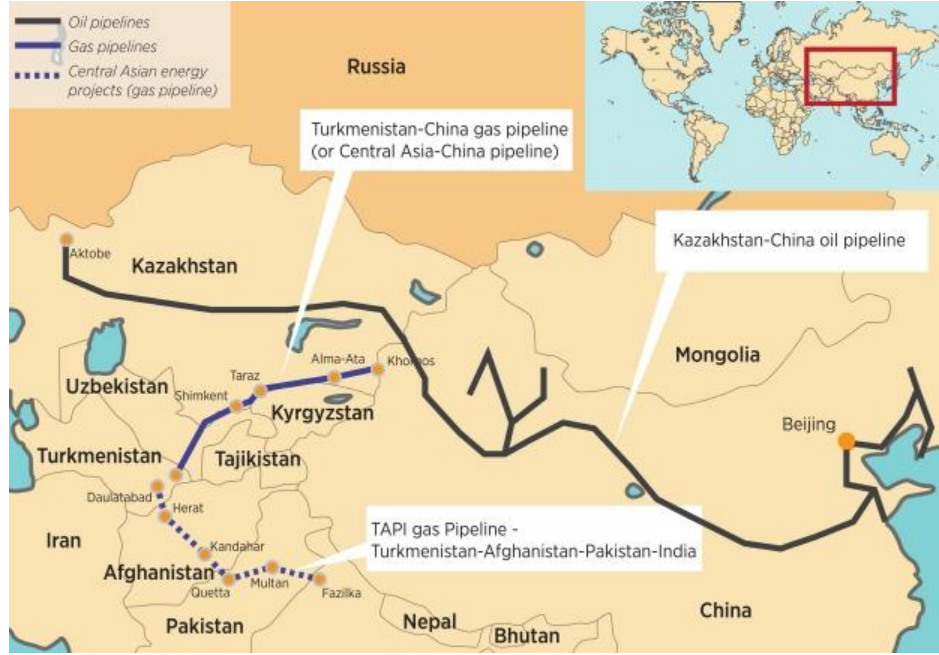 Oil pipelines
Gas pipelines
Central Asian energy
projects (gas pipeline)
Russia
Turkmenistan-China gas pipeline
(or Central Asia-China pipeline)
Kazakhstan-China oil pipeline
Aktobe
Kazakhstan
Mongolia
Alma-Ata
Khorgos
Taraz
Uzbekistan
Shimkent
Kyrgyzstan
Beijing
Turkmenistan
Tajikistan
Daulatabad
Herat
TAPI gas Pipeline -
Turkmenistan-Afghanistan-Pakistan-India
Iran
Kandahar
Afghanistan
Quetta
Multan
Fazilka
China
Pakistan
Nepal
Bhutan